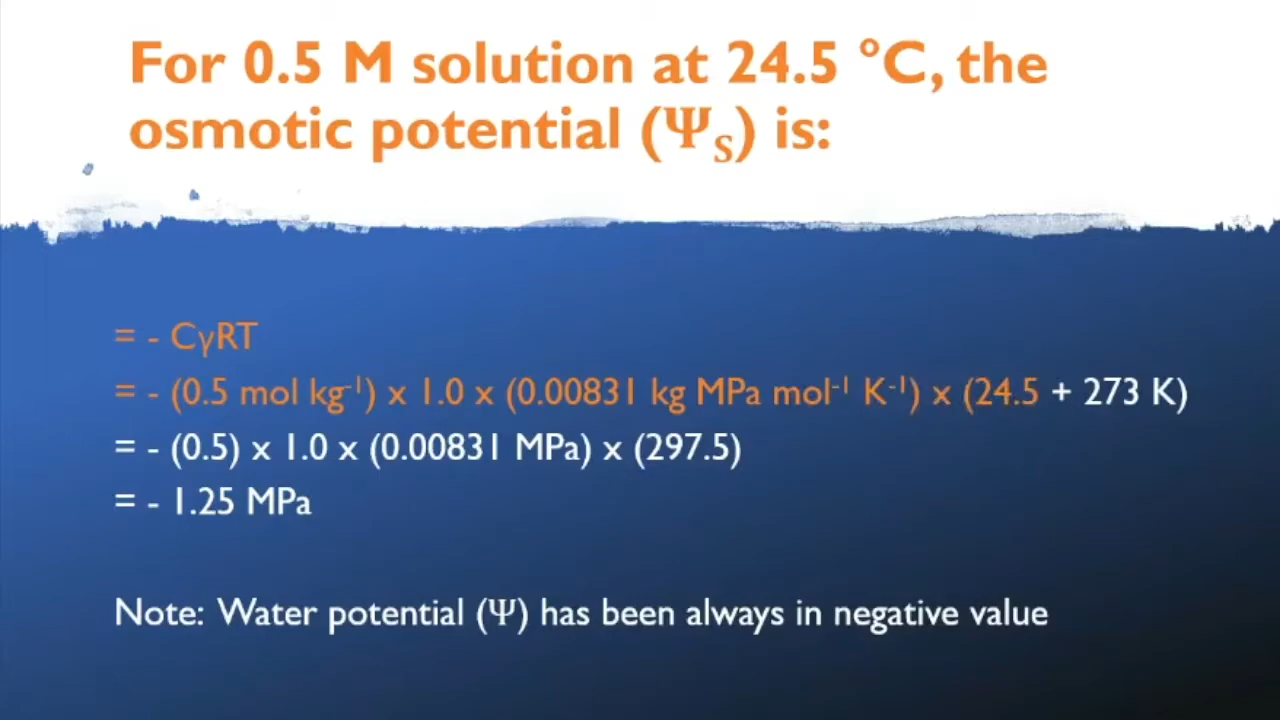 For 0.5 M solution at 24.5 °C, the
osmotic potential (Ψₛ) is:
= - CγRT
= - (0.5 mol kg⁻¹) x 1.0 x (0.00831 kg MPa mol⁻¹ K⁻¹) x (24.5 + 273 K)
= - (0.5) x 1.0 x (0.00831 MPa) x (297.5)
= - 1.25 MPa
Note: Water potential (Ψ) has been always in negative value